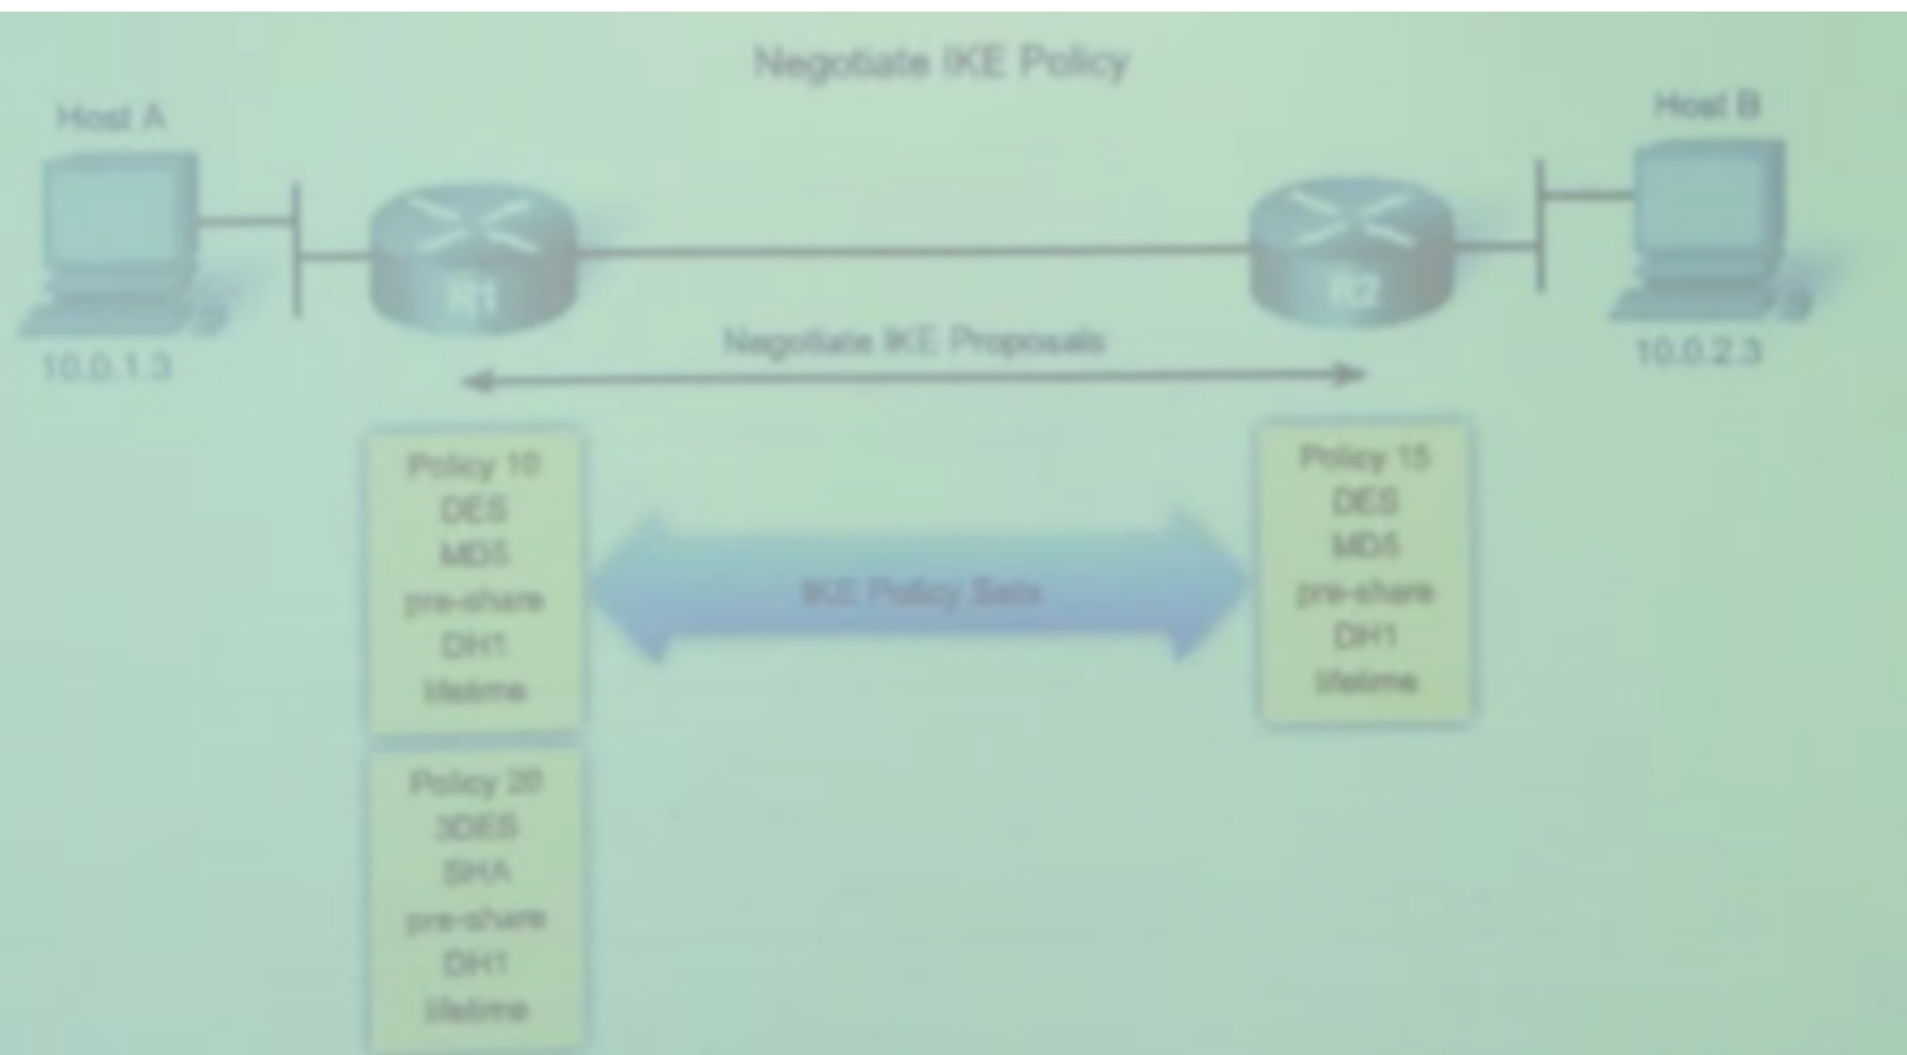 Negotiate IKE Policy
Host A
Host B
R1
R2
10.0.1.3
Negotiate IKE Proposals
10.0.2.3
Policy 10
DES
MD5
pre-share
DH1
lifetime
IKE Policy Sets
Policy 15
DES
MD5
pre-share
DH1
lifetime
Policy 20
3DES
SHA
pre-share
DH1
lifetime